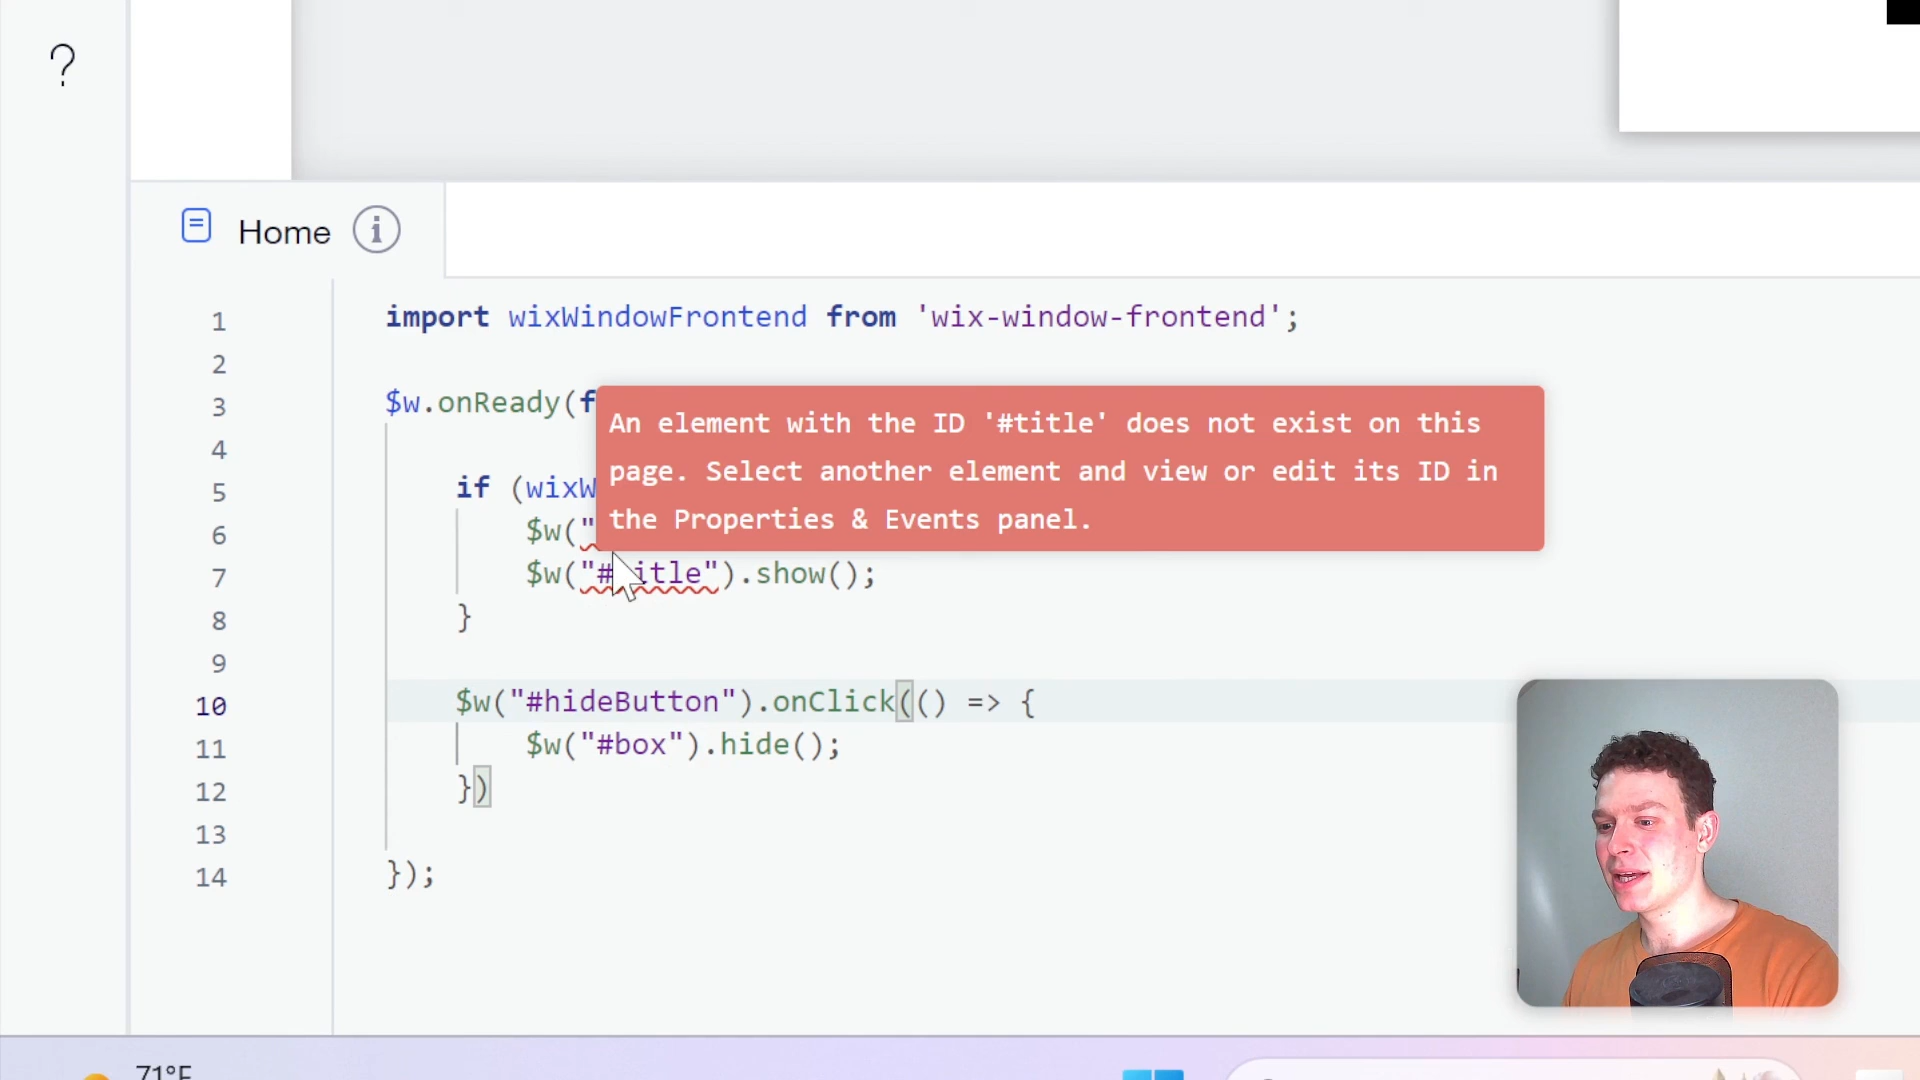 ?
Home i
1 import wixWindowFrontend from 'wix-window-frontend';
2
3 $w.onReady(f
An element with the ID '#title' does not exist on this
page. Select another element and view or edit its ID in
the Properties & Events panel.
4
5 if (wixW
6 $w("
7 $w("#title").show();
8 }
9
10 $w("#hideButton").onClick(() => {
11 $w("#box").hide();
12 })
13
14 });
71°F